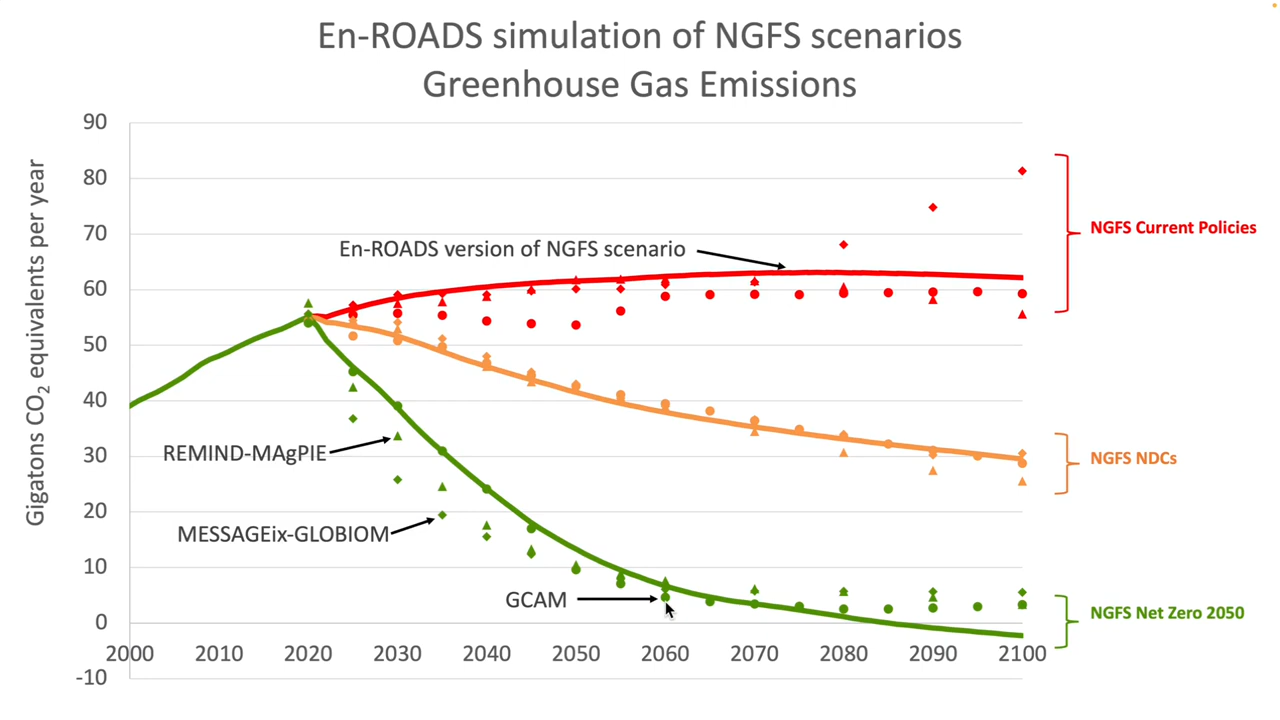 En-ROADS simulation of NGFS scenarios
Greenhouse Gas Emissions
Gigatons CO₂ equivalents per year
90
80
70
60
50
40
30
20
10
0
-10
2000 2010 2020 2030 2040 2050 2060 2070 2080 2090 2100
En-ROADS version of NGFS scenario
REMIND-MAgPIE
MESSAGEix-GLOBIOM
GCAM
NGFS Current Policies
NGFS NDCs
NGFS Net Zero 2050